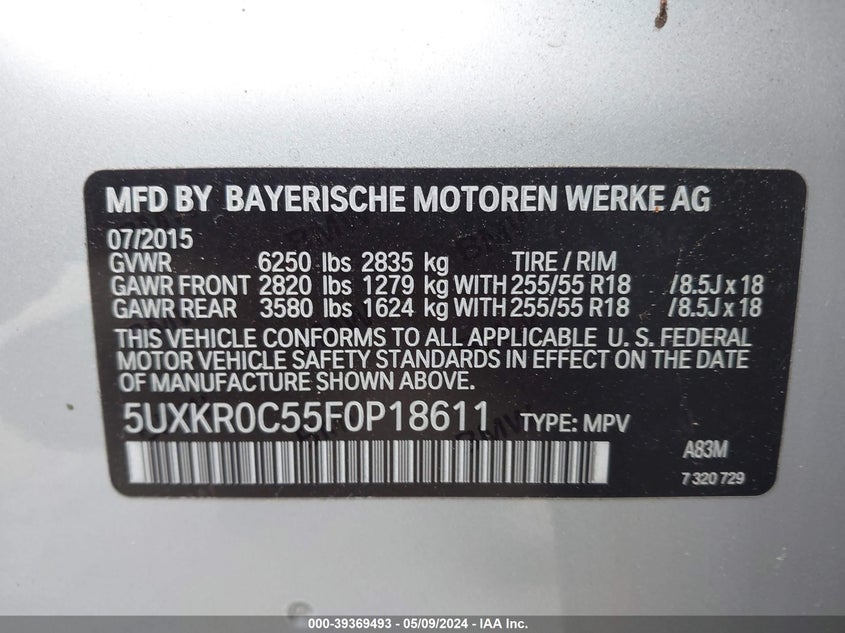 MFD BY BAYERISCHE MOTOREN WERKE AG
07/2015
GVWR 6250 lbs 2835 kg TIRE / RIM
GAWR FRONT 2820 lbs 1279 kg WITH 255/55 R18 /8.5J x 18
GAWR REAR 3580 lbs 1624 kg WITH 255/55 R18 /8.5J x 18
THIS VEHICLE CONFORMS TO ALL APPLICABLE U. S. FEDERAL
MOTOR VEHICLE SAFETY STANDARDS IN EFFECT ON THE DATE
OF MANUFACTURE SHOWN ABOVE.
5UXKR0C55F0P18611 TYPE: MPV
A83M
7 320 729
000-39369493 - 05/09/2024 - IAA Inc.